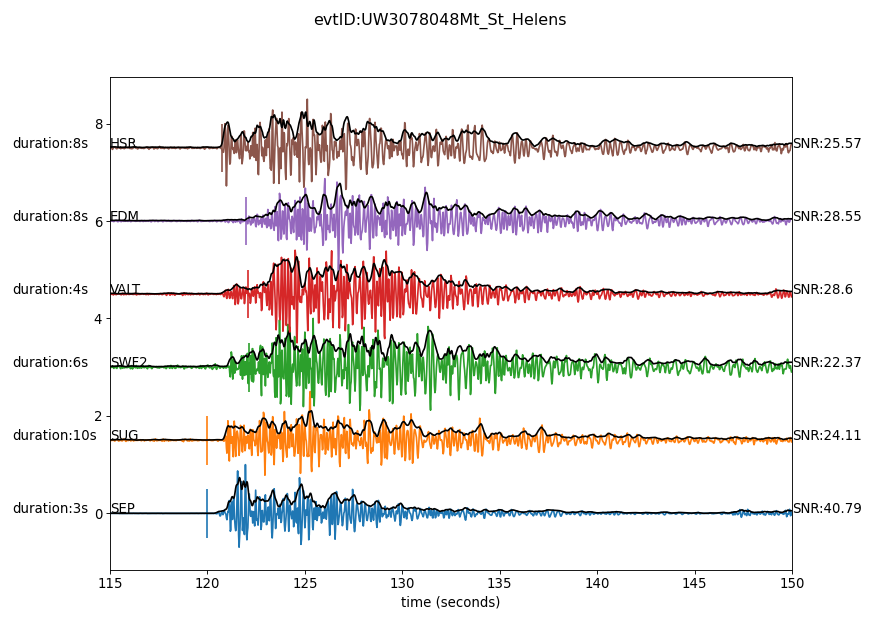 evtID:UW3078048Mt_St_Helens
8
duration:8s HSR SNR:25.57
duration:8s EDM SNR:28.55
6
duration:4s VALT SNR:28.6
4
duration:6s SWF2 SNR:22.37
2
duration:10s SUG SNR:24.11
duration:3s SEP SNR:40.79
0
115 120 125 130 135 140 145 150
time (seconds)